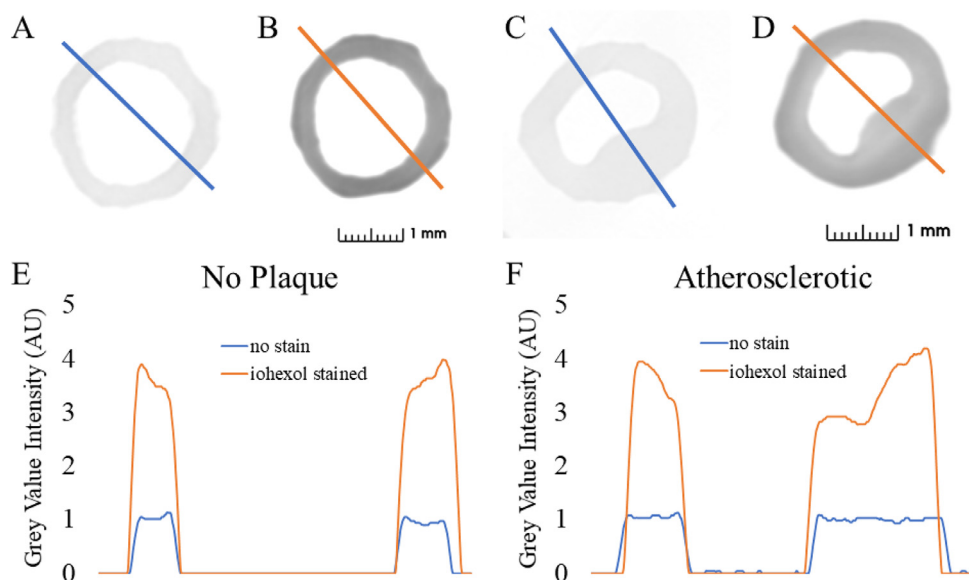 A
B
C
D
1 mm
1 mm
E
No Plaque
F
Atherosclerotic
Grey Value Intensity (AU)
5
4
3
2
1
0
no stain
iohexol stained
Grey Value Intensity (AU)
5
4
3
2
1
0
no stain
iohexol stained